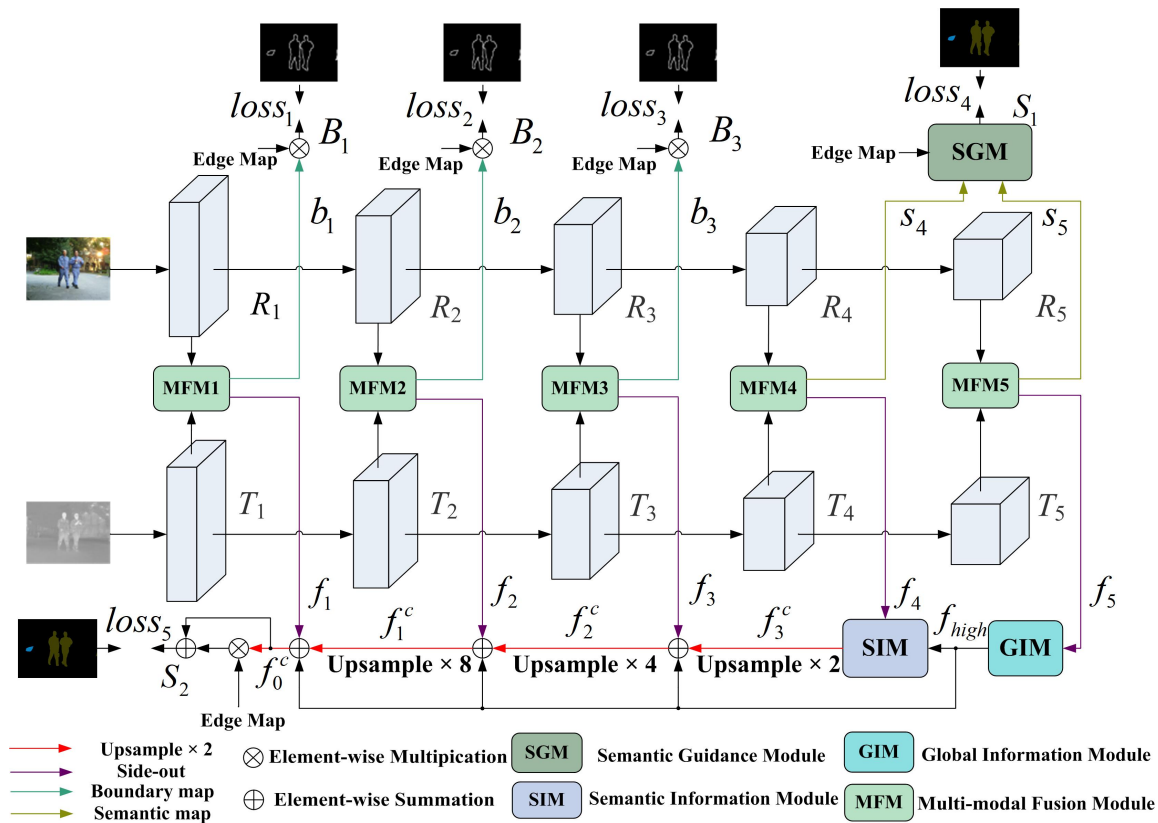 loss₁ B₁ loss₂ B₂ loss₃ B₃ loss₄ S₁
Edge Map Edge Map Edge Map Edge Map SGM
b₁ b₂ b₃ s₄ s₅
R₁ R₂ R₃ R₄ R₅
MFM1 MFM2 MFM3 MFM4 MFM5
T₁ T₂ T₃ T₄ T₅
f₁ f₂ f₃ f₄ f₅
loss₅ f₁ᶜ f₂ᶜ f₃ᶜ f_high
S₂ f₀ᶜ Upsample × 8 Upsample × 4 Upsample × 2 SIM GIM
Edge Map
Upsample × 2 Element-wise Multipication SGM Semantic Guidance Module GIM Global Information Module
Side-out
Boundary map Element-wise Summation SIM Semantic Information Module MFM Multi-modal Fusion Module
Semantic map